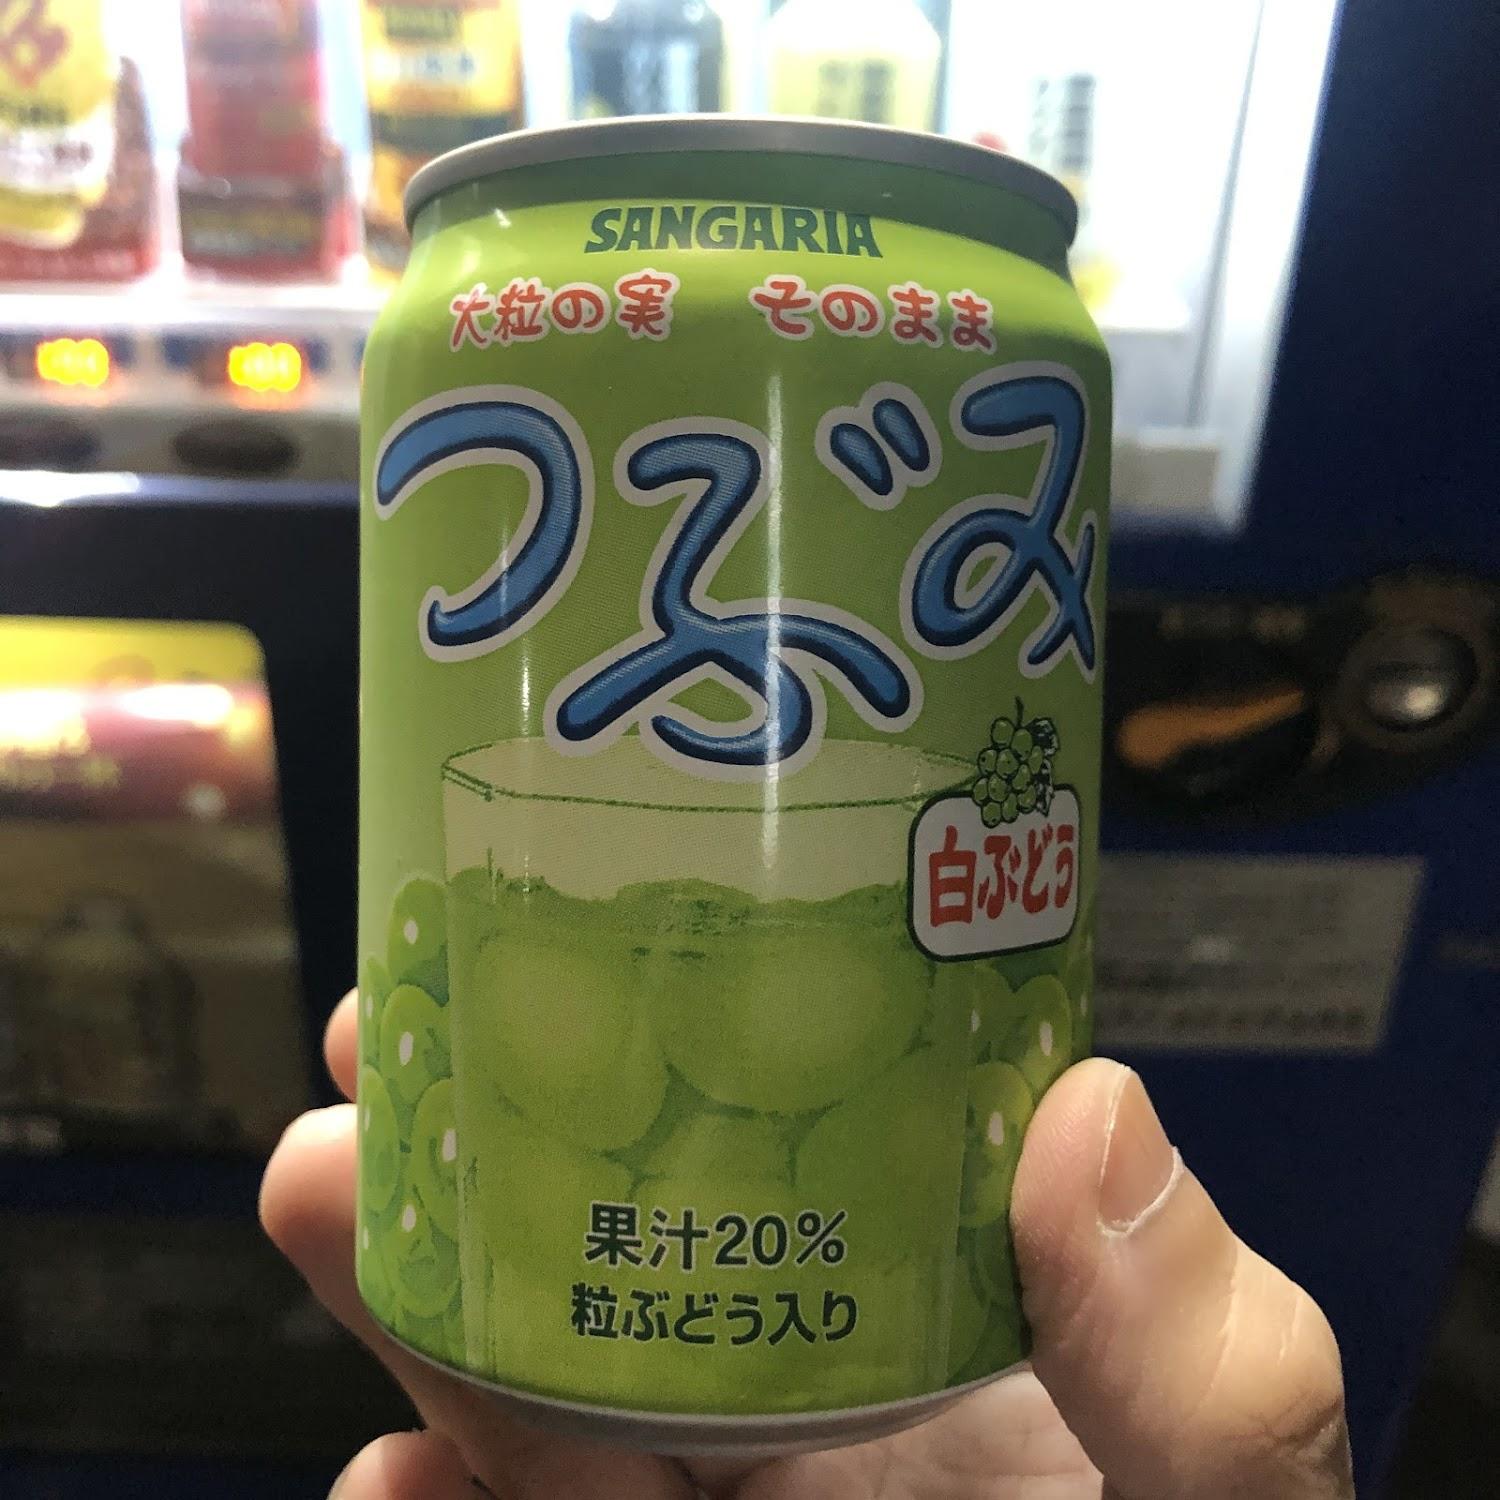 SANGARIA
大粒の実 そのまま
つぶみ
白ぶどう
果汁20%
粒ぶどう入り